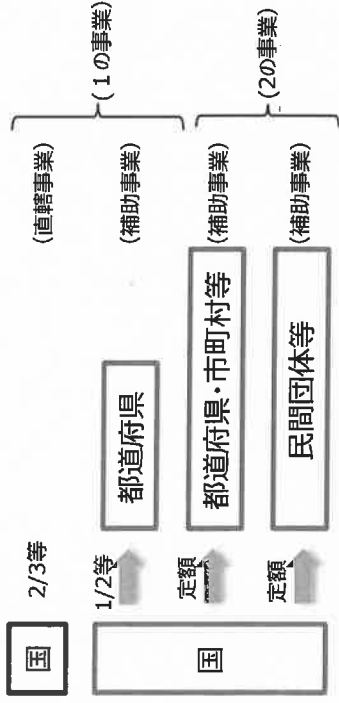 国 2/3等 (直轄事業)
国
1/2等 都道府県 (補助事業)
(1の事業)
定額 都道府県・市町村等 (補助事業)
定額 民間団体等 (補助事業)
(2の事業)